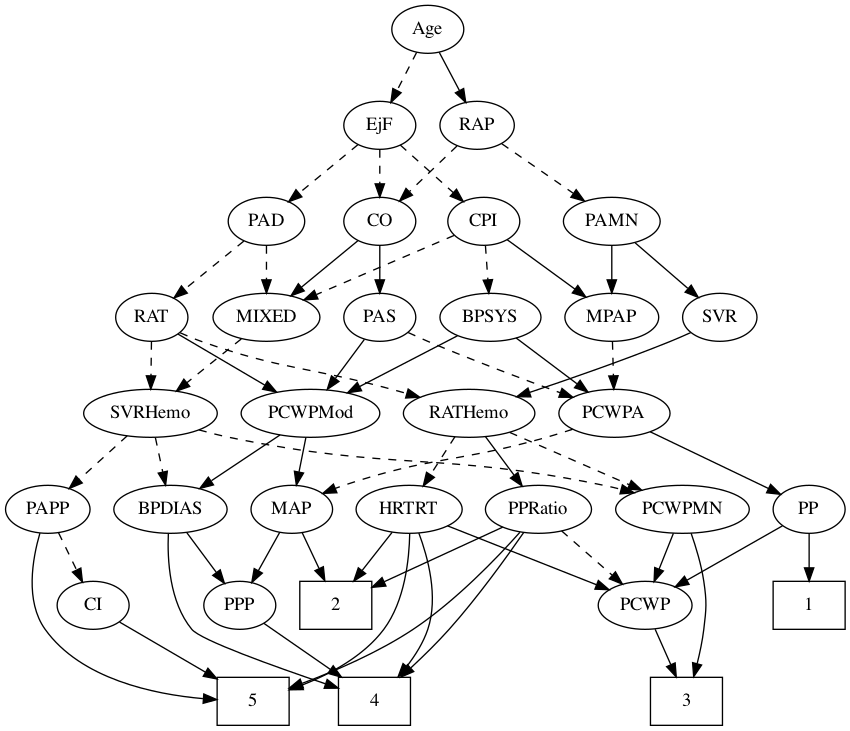 Age
EjF
RAP
PAD
CO
CPI
PAMN
RAT
MIXED
PAS
BPSYS
MPAP
SVR
SVRHemo
PCWPMod
RATHemo
PCWPA
PAPP
BPDIAS
MAP
HRTRT
PPRatio
PCWPMN
PP
CI
PPP
2
PCWP
1
5
4
3